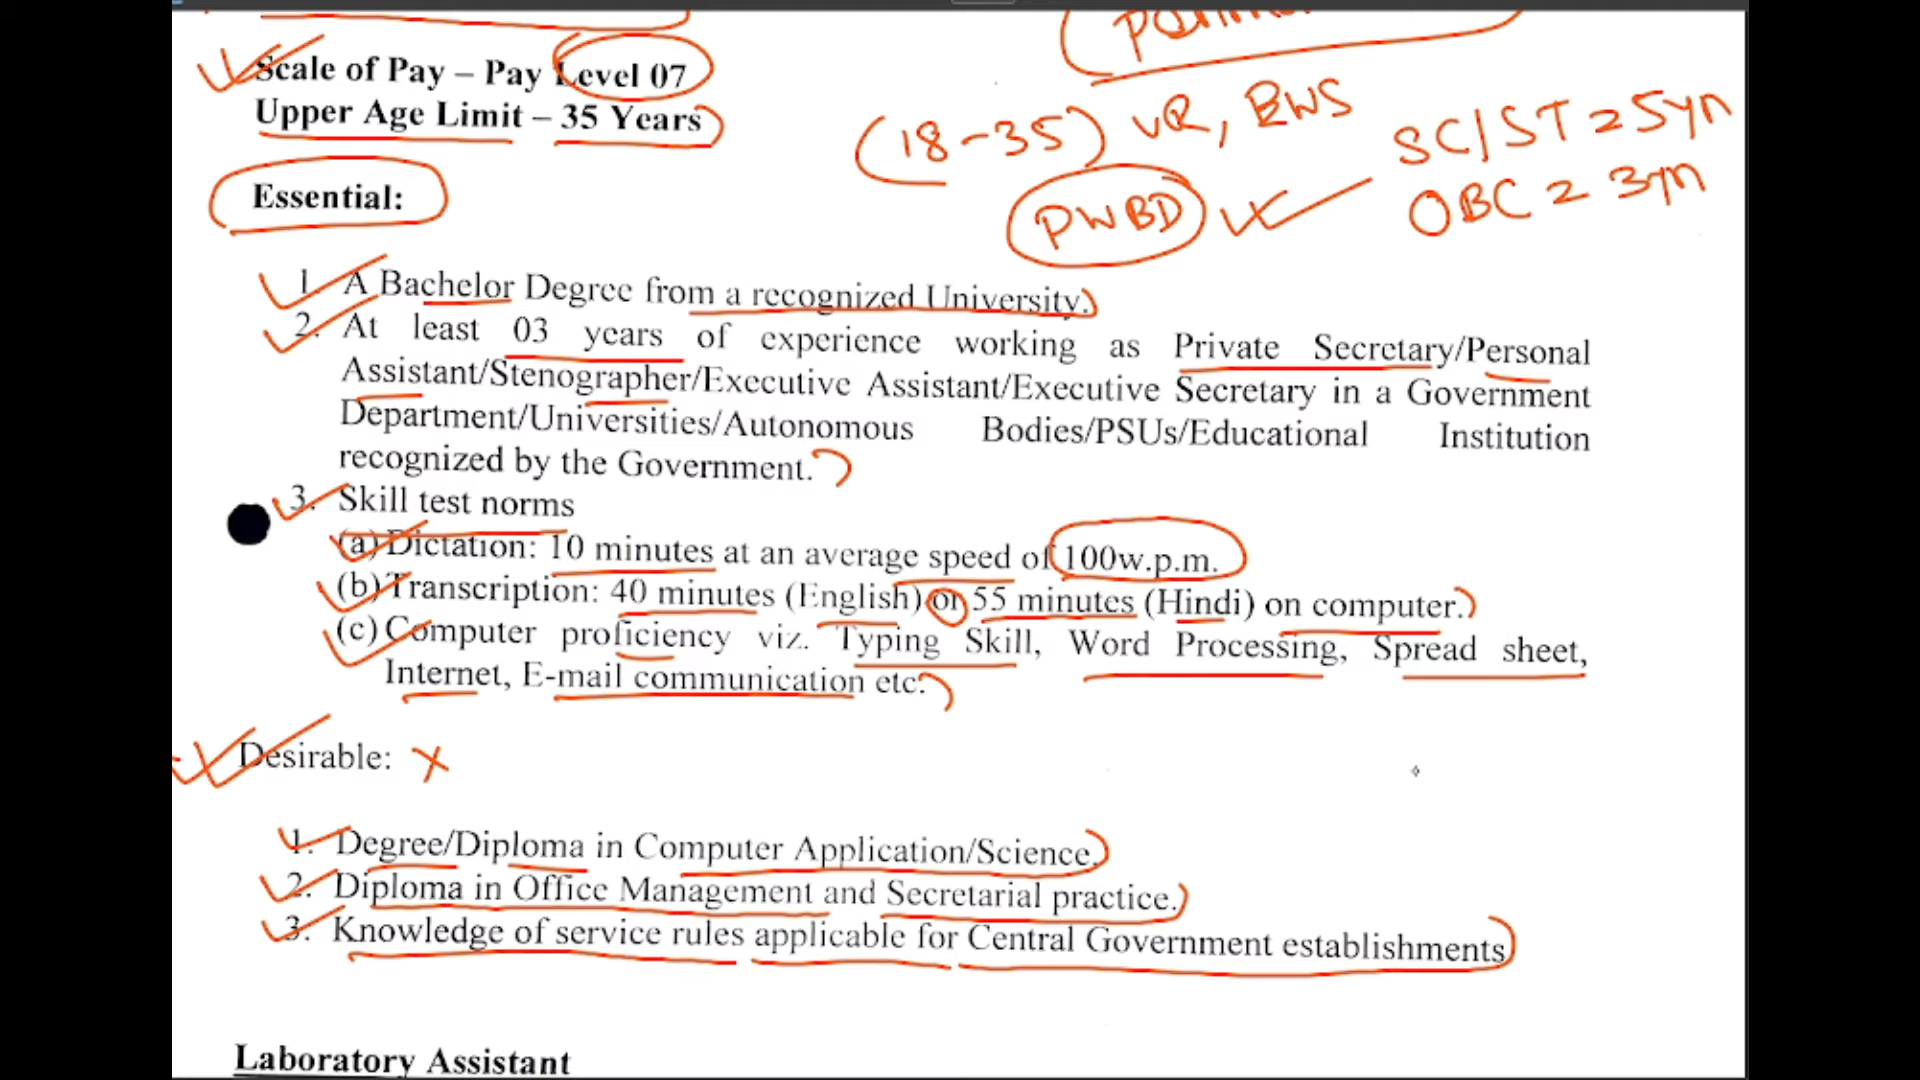 Scale of Pay – Pay Level 07
Upper Age Limit – 35 Years
(18-35) UR, EWS
SC/ST = 5yr
OBC = 3yr
PWBD
Essential:
1. A Bachelor Degree from a recognized University.
2. At least 03 years of experience working as Private Secretary/Personal
Assistant/Stenographer/Executive Assistant/Executive Secretary in a Government
Department/Universities/Autonomous Bodies/PSUs/Educational Institution
recognized by the Government.
3. Skill test norms
(a) Dictation: 10 minutes at an average speed of 100w.p.m.
(b) Transcription: 40 minutes (English) or 55 minutes (Hindi) on computer.
(c) Computer proficiency viz. Typing Skill, Word Processing, Spread sheet,
Internet, E-mail communication etc.
Desirable: x
1. Degree/Diploma in Computer Application/Science.
2. Diploma in Office Management and Secretarial practice.
3. Knowledge of service rules applicable for Central Government establishments
Laboratory Assistant